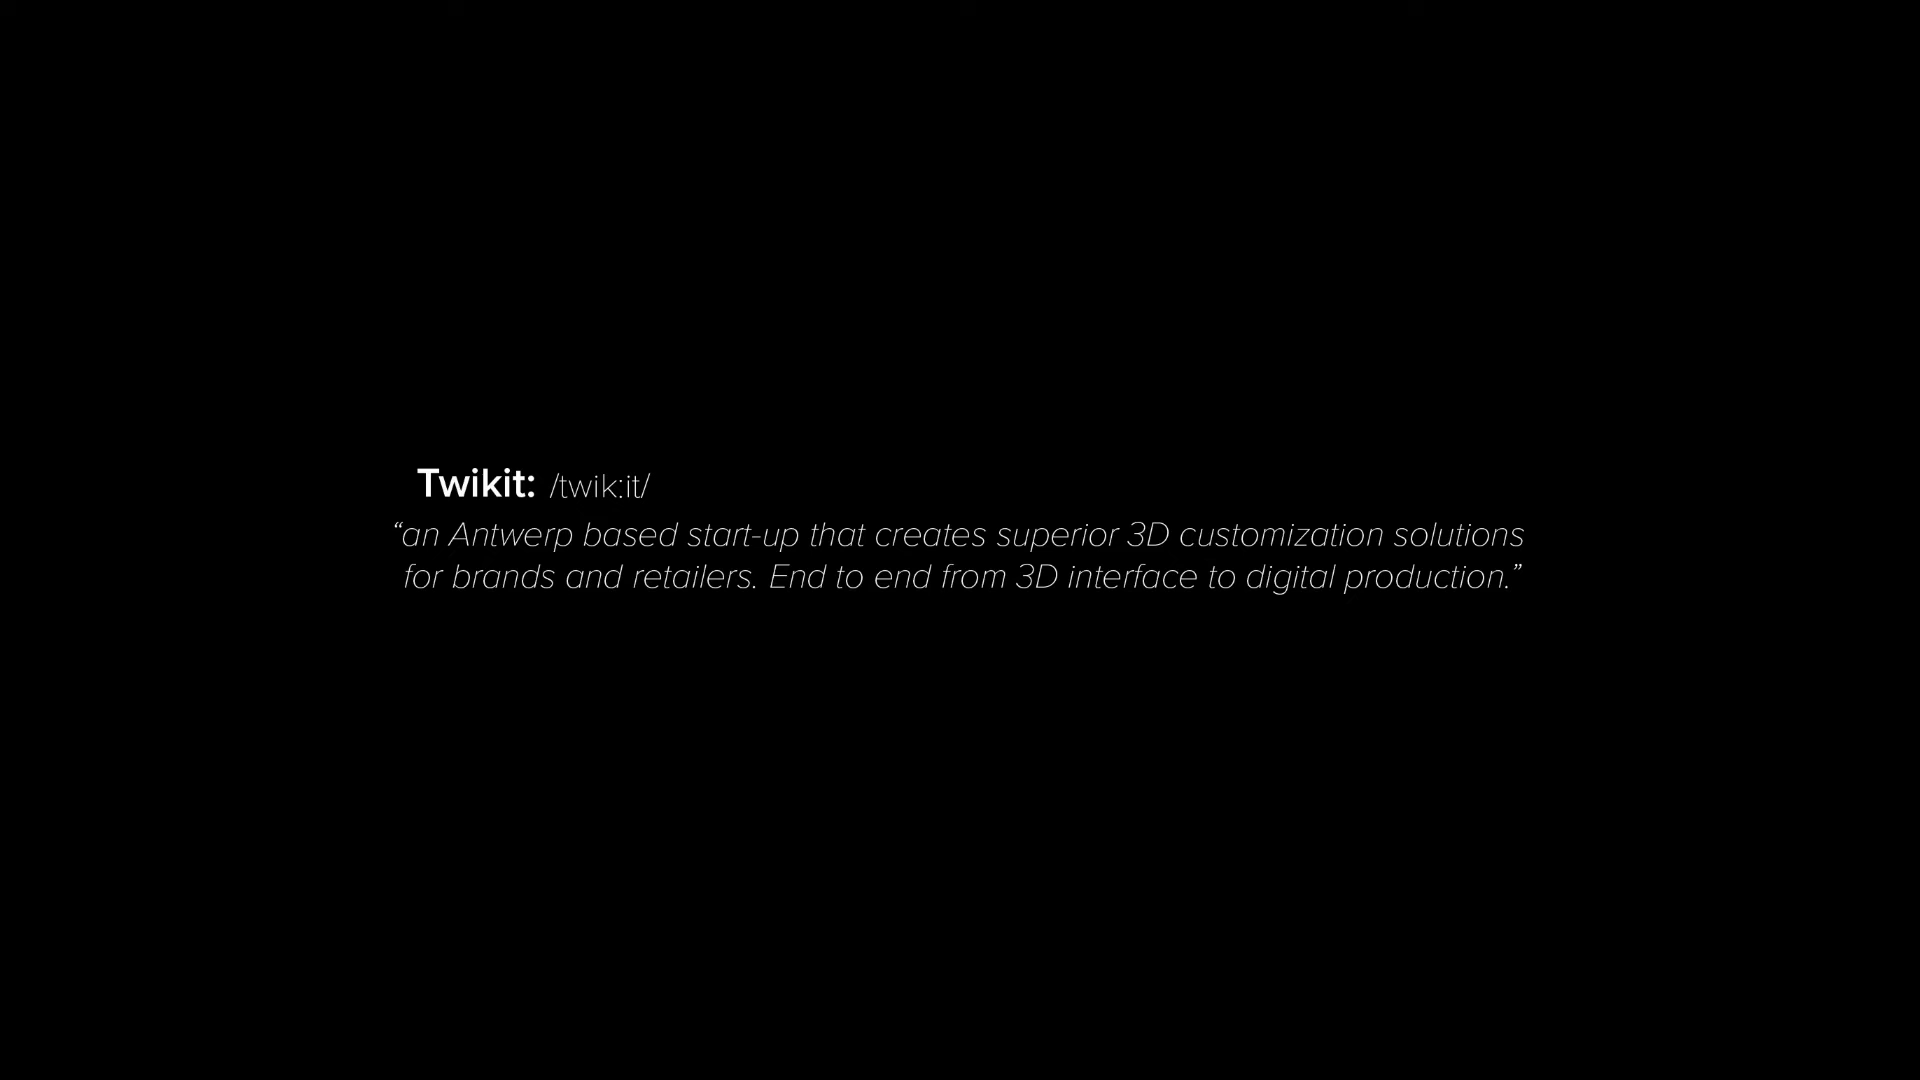 Twikit: /twik:it/
“an Antwerp based start-up that creates superior 3D customization solutions
for brands and retailers. End to end from 3D interface to digital production.”